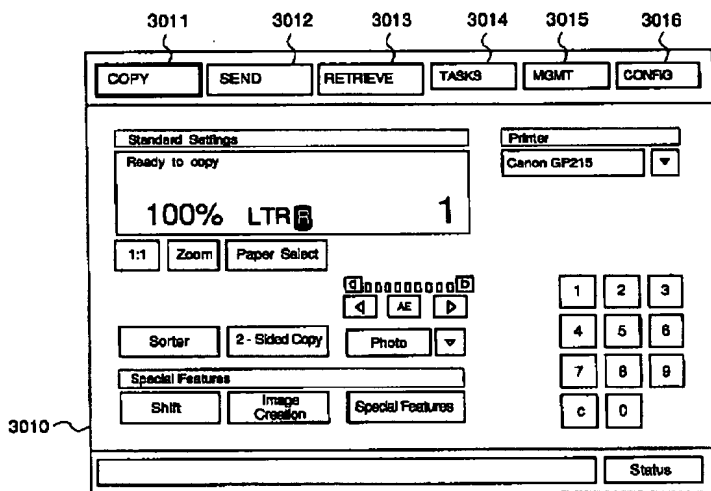 3011 3012 3013 3014 3015 3016
COPY SEND RETRIEVE TASKS MGMT CONFIG
Standard Settings Printer
Ready to copy Canon GP215
100% LTR R 1
1:1 Zoom Paper Select
a b
AE
1 2 3
Sorter 2 - Sided Copy Photo 4 5 6
Special Features 7 8 9
Shift Image Creation Special Features C 0
3010
Status